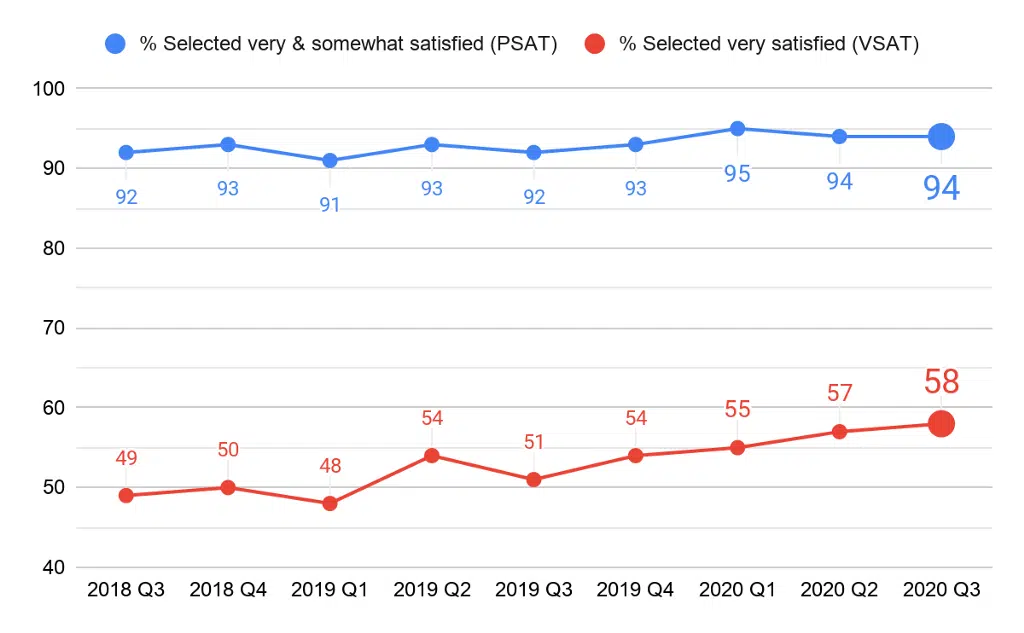 % Selected very & somewhat satisfied (PSAT) % Selected very satisfied (VSAT)
100
90
92 93 91 93 92 93 95 94 94
80
70
60
49 50 48 54 51 54 55 57 58
50
40
2018 Q3 2018 Q4 2019 Q1 2019 Q2 2019 Q3 2019 Q4 2020 Q1 2020 Q2 2020 Q3